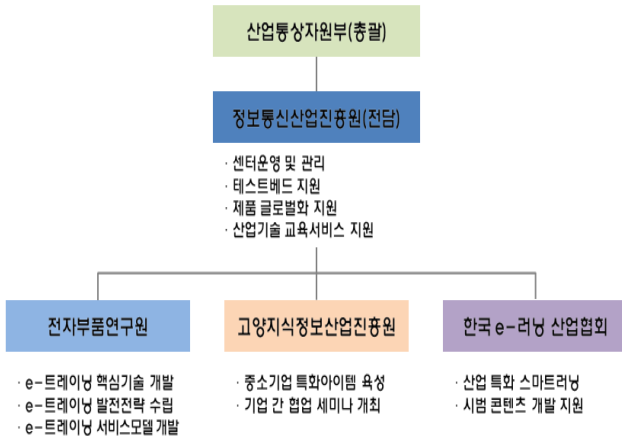 산업통상자원부(총괄)
정보통신산업진흥원(전담)
· 센터운영 및 관리
· 테스트베드 지원
· 제품 글로벌화 지원
· 산업기술 교육서비스 지원
전자부품연구원
· e-트레이닝 핵심기술 개발
· e-트레이닝 발전전략 수립
· e-트레이닝 서비스모델 개발
고양지식정보산업진흥원
· 중소기업 특화아이템 육성
· 기업 간 협업 세미나 개최
한국 e-러닝 산업협회
· 산업 특화 스마트러닝
· 시범 콘텐츠 개발 지원